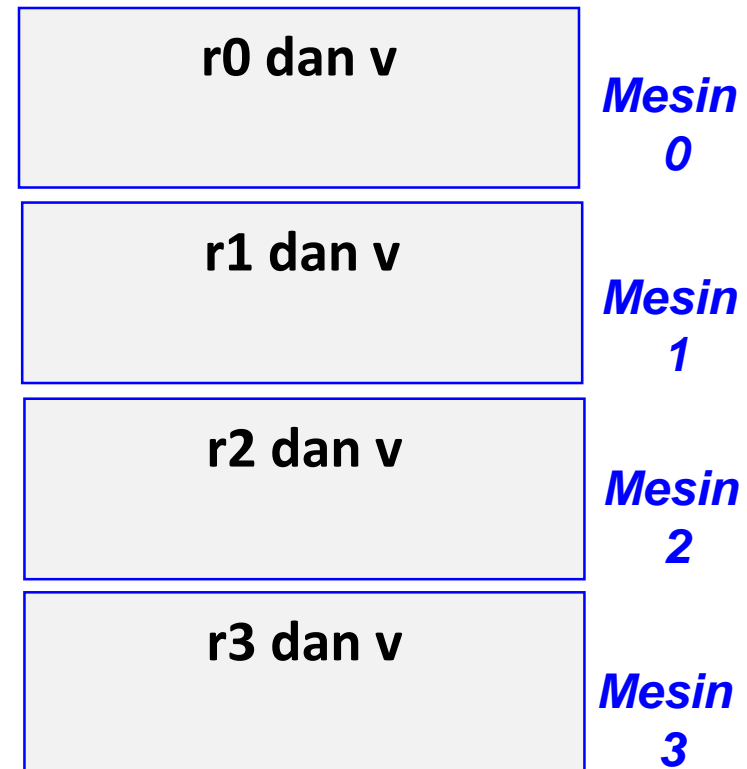 r0 dan v
Mesin
0
r1 dan v
Mesin
1
r2 dan v
Mesin
2
r3 dan v
Mesin
3